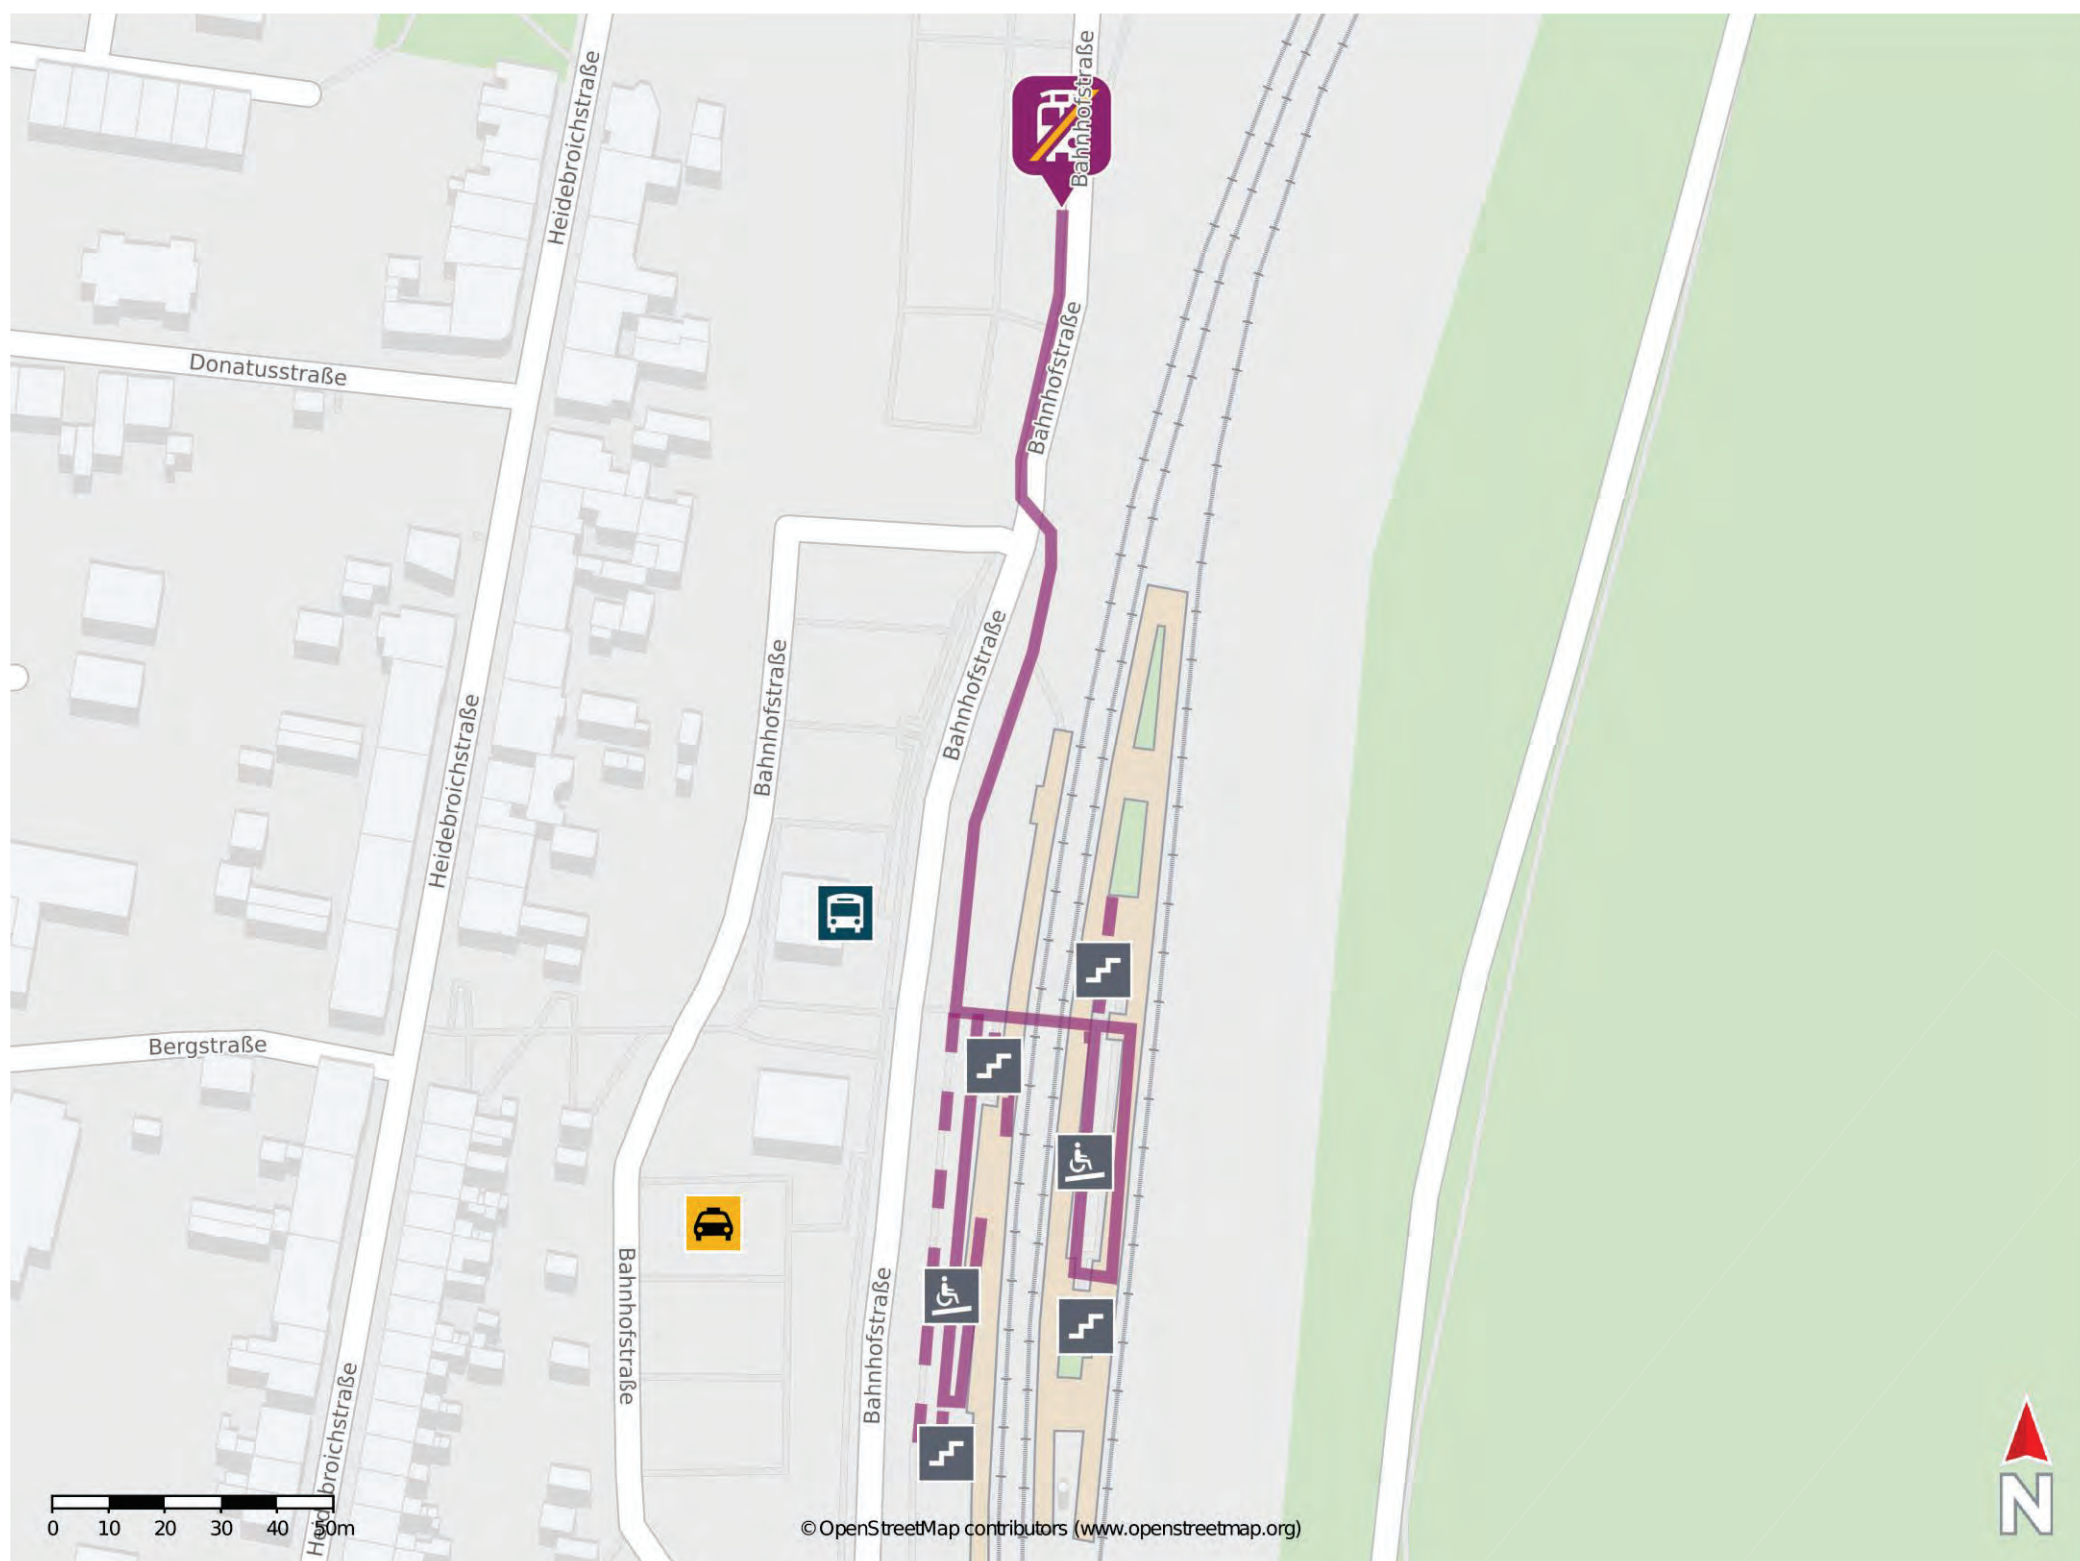 Bahnhofstraße
Heidebroichstraße
Bahnhofstraße
Donatusstraße
Bahnhofstraße
Bahnhofstraße
Heidebroichstraße
Bergstraße
Bahnhofstraße
Bahnhofstraße
Heidebroichstraße
0 10 20 30 40 50m
© OpenStreetMap contributors (www.openstreetmap.org)
N